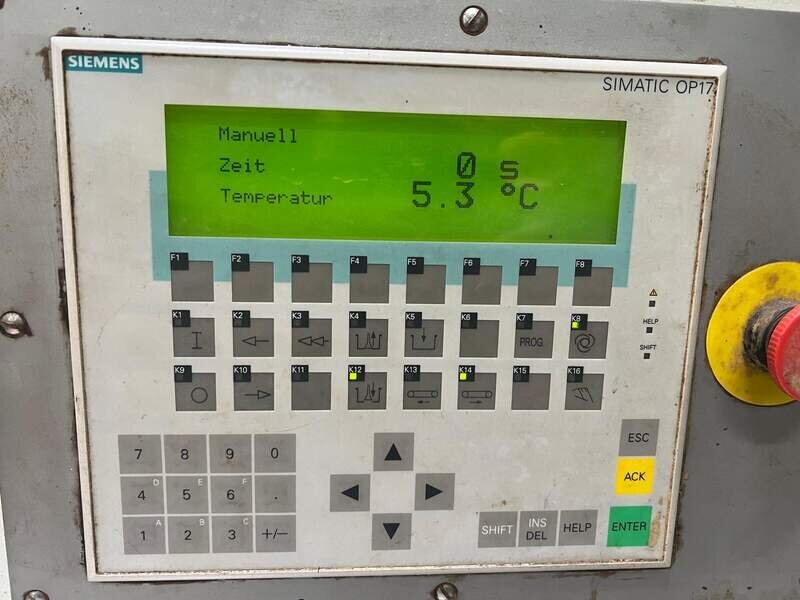 SIEMENS
SIMATIC OP17
Manuell
Zeit 0 s
Temperatur 5.3 °C
F1 F2 F3 F4 F5 F6 F7 F8
K1 K2 K3 K4 K5 K6 K7 K8
I PROG
HELP
SHIFT
K9 K10 K11 K12 K13 K14 K15 K16
7 8 9 0
4 D 5 E 6 F .
1 A 2 B 3 C +/-
ESC
ACK
SHIFT INS DEL HELP ENTER